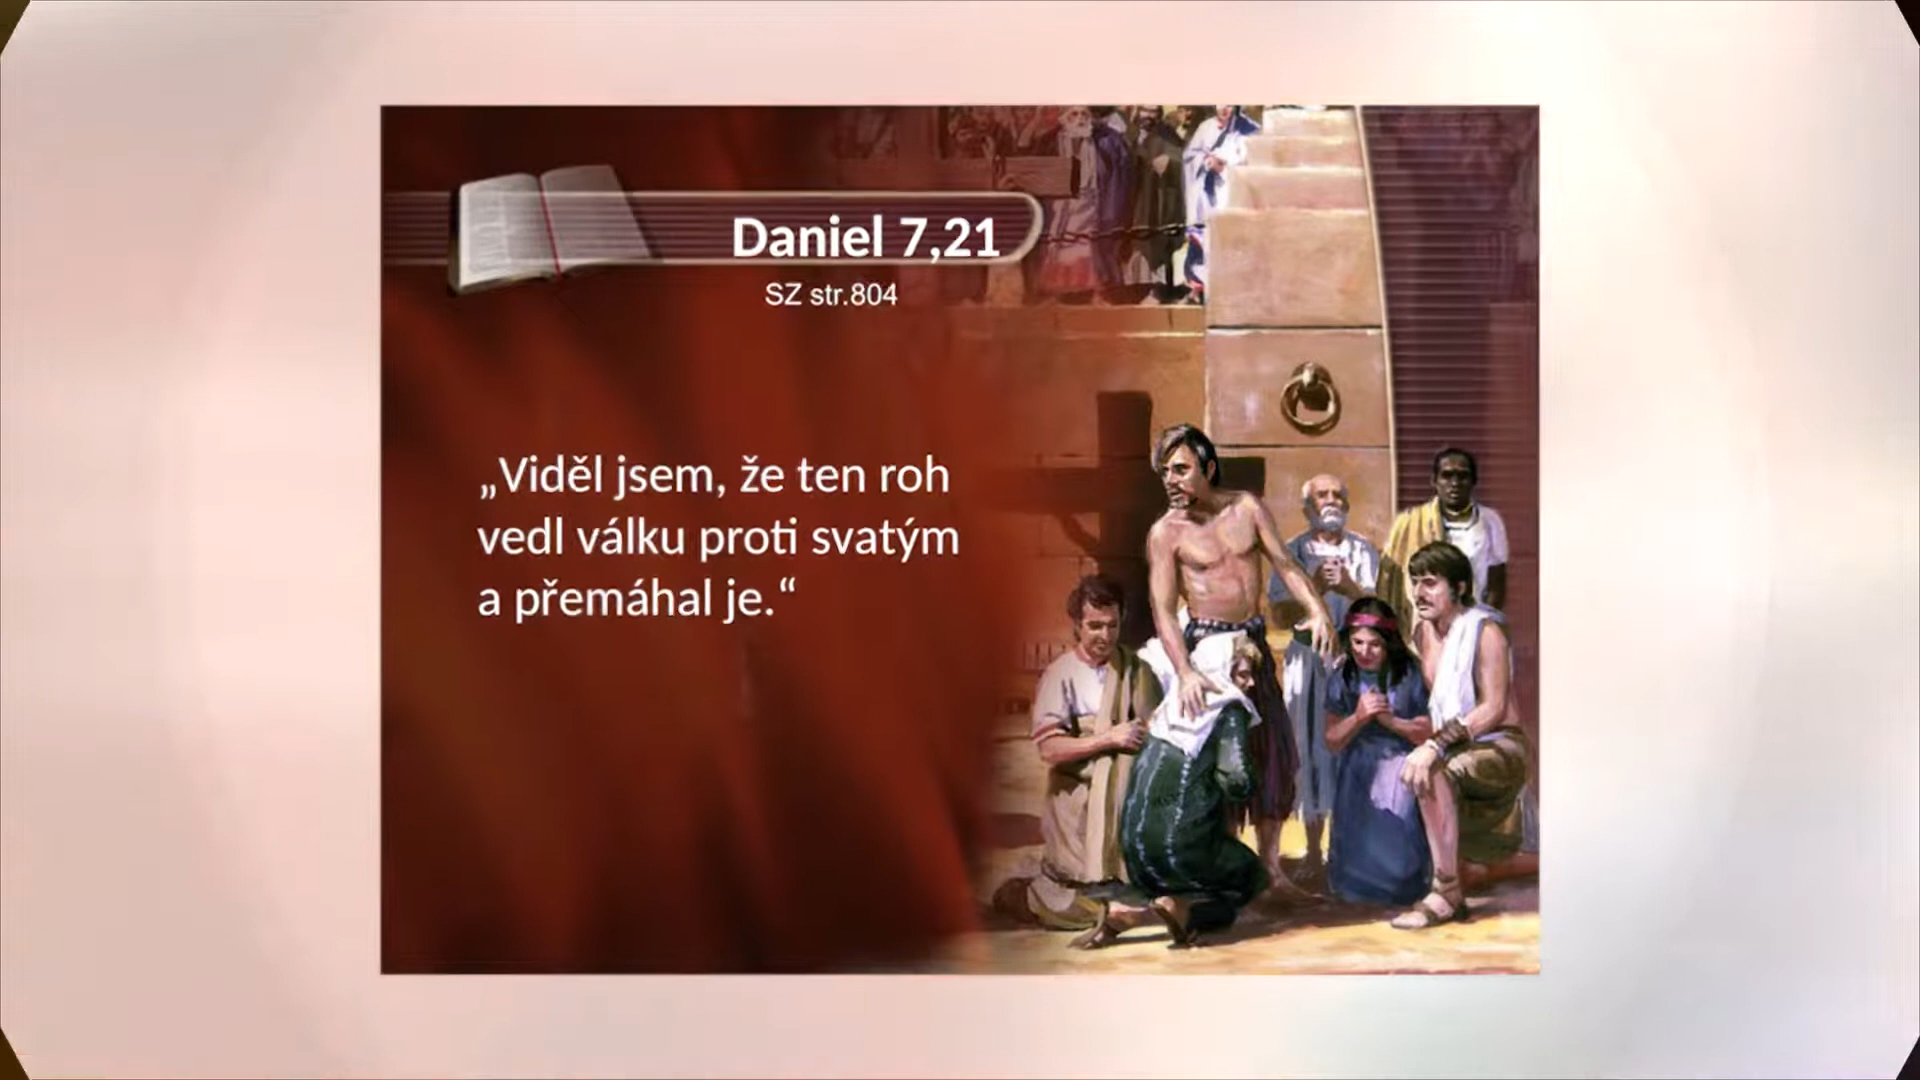 Daniel 7,21
SZ str.804
„Viděl jsem, že ten roh
vedl válku proti svatým
a přemáhal je.“